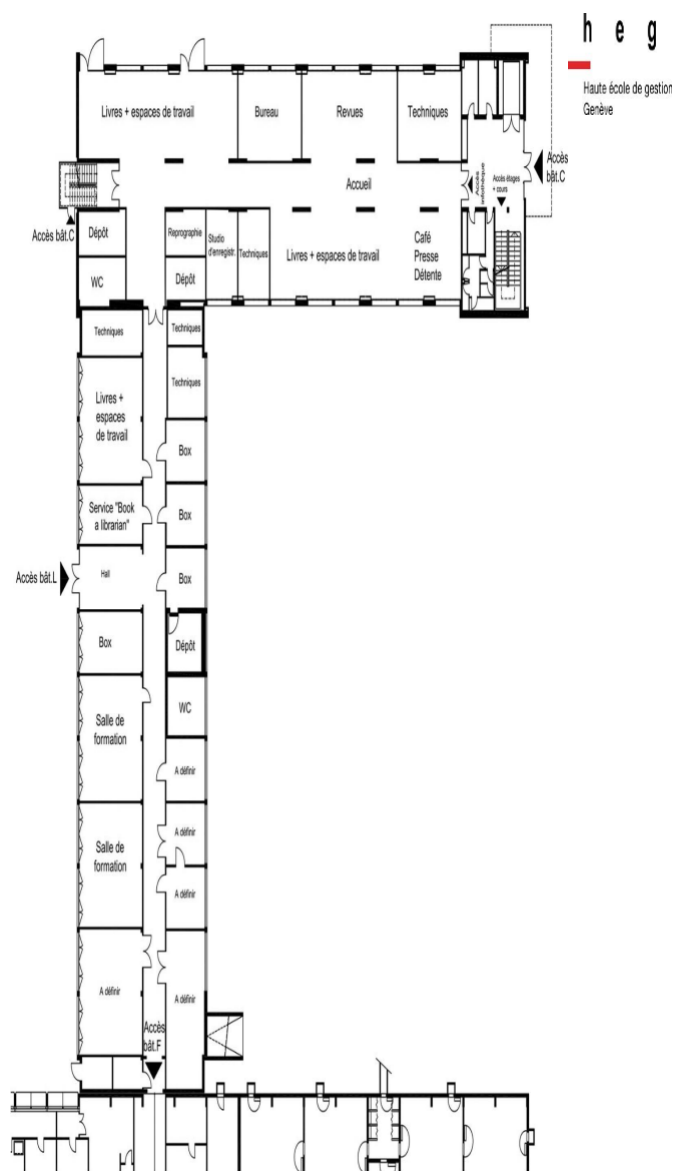 h e g
Haute école de gestion
Genève
Livres + espaces de travail
Bureau
Revues
Techniques
Accès
bât.C
Accueil
Accès
infothèque
Accès étages
+ cours
Accès bât.C
Dépôt
WC
Reprographie
Dépôt
Studio
d'enregistr.
Techniques
Livres + espaces de travail
Café
Presse
Détente
Techniques
Techniques
Techniques
Livres +
espaces
de travail
Box
Service "Book
a librarian"
Box
Accès bât.L
Hall
Box
Box
Dépôt
Salle de
formation
WC
A définir
Salle de
formation
A définir
A définir
A définir
A définir
Accès
bât.F